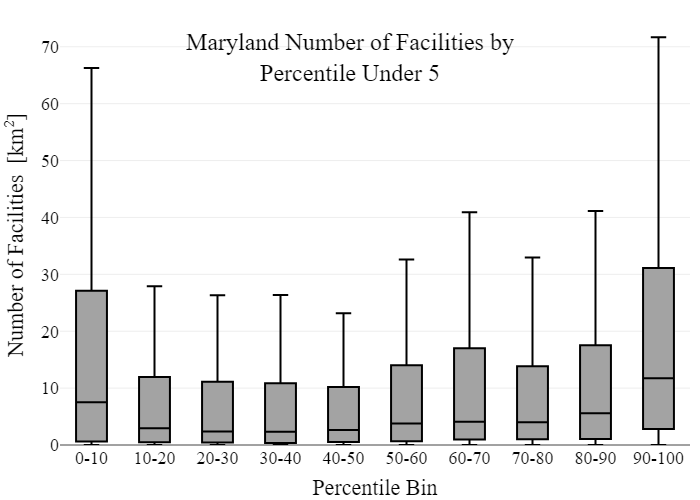 Maryland Number of Facilities by
Percentile Under 5
Number of Facilities [km²]
70
60
50
40
30
20
10
0
0-10 10-20 20-30 30-40 40-50 50-60 60-70 70-80 80-90 90-100
Percentile Bin